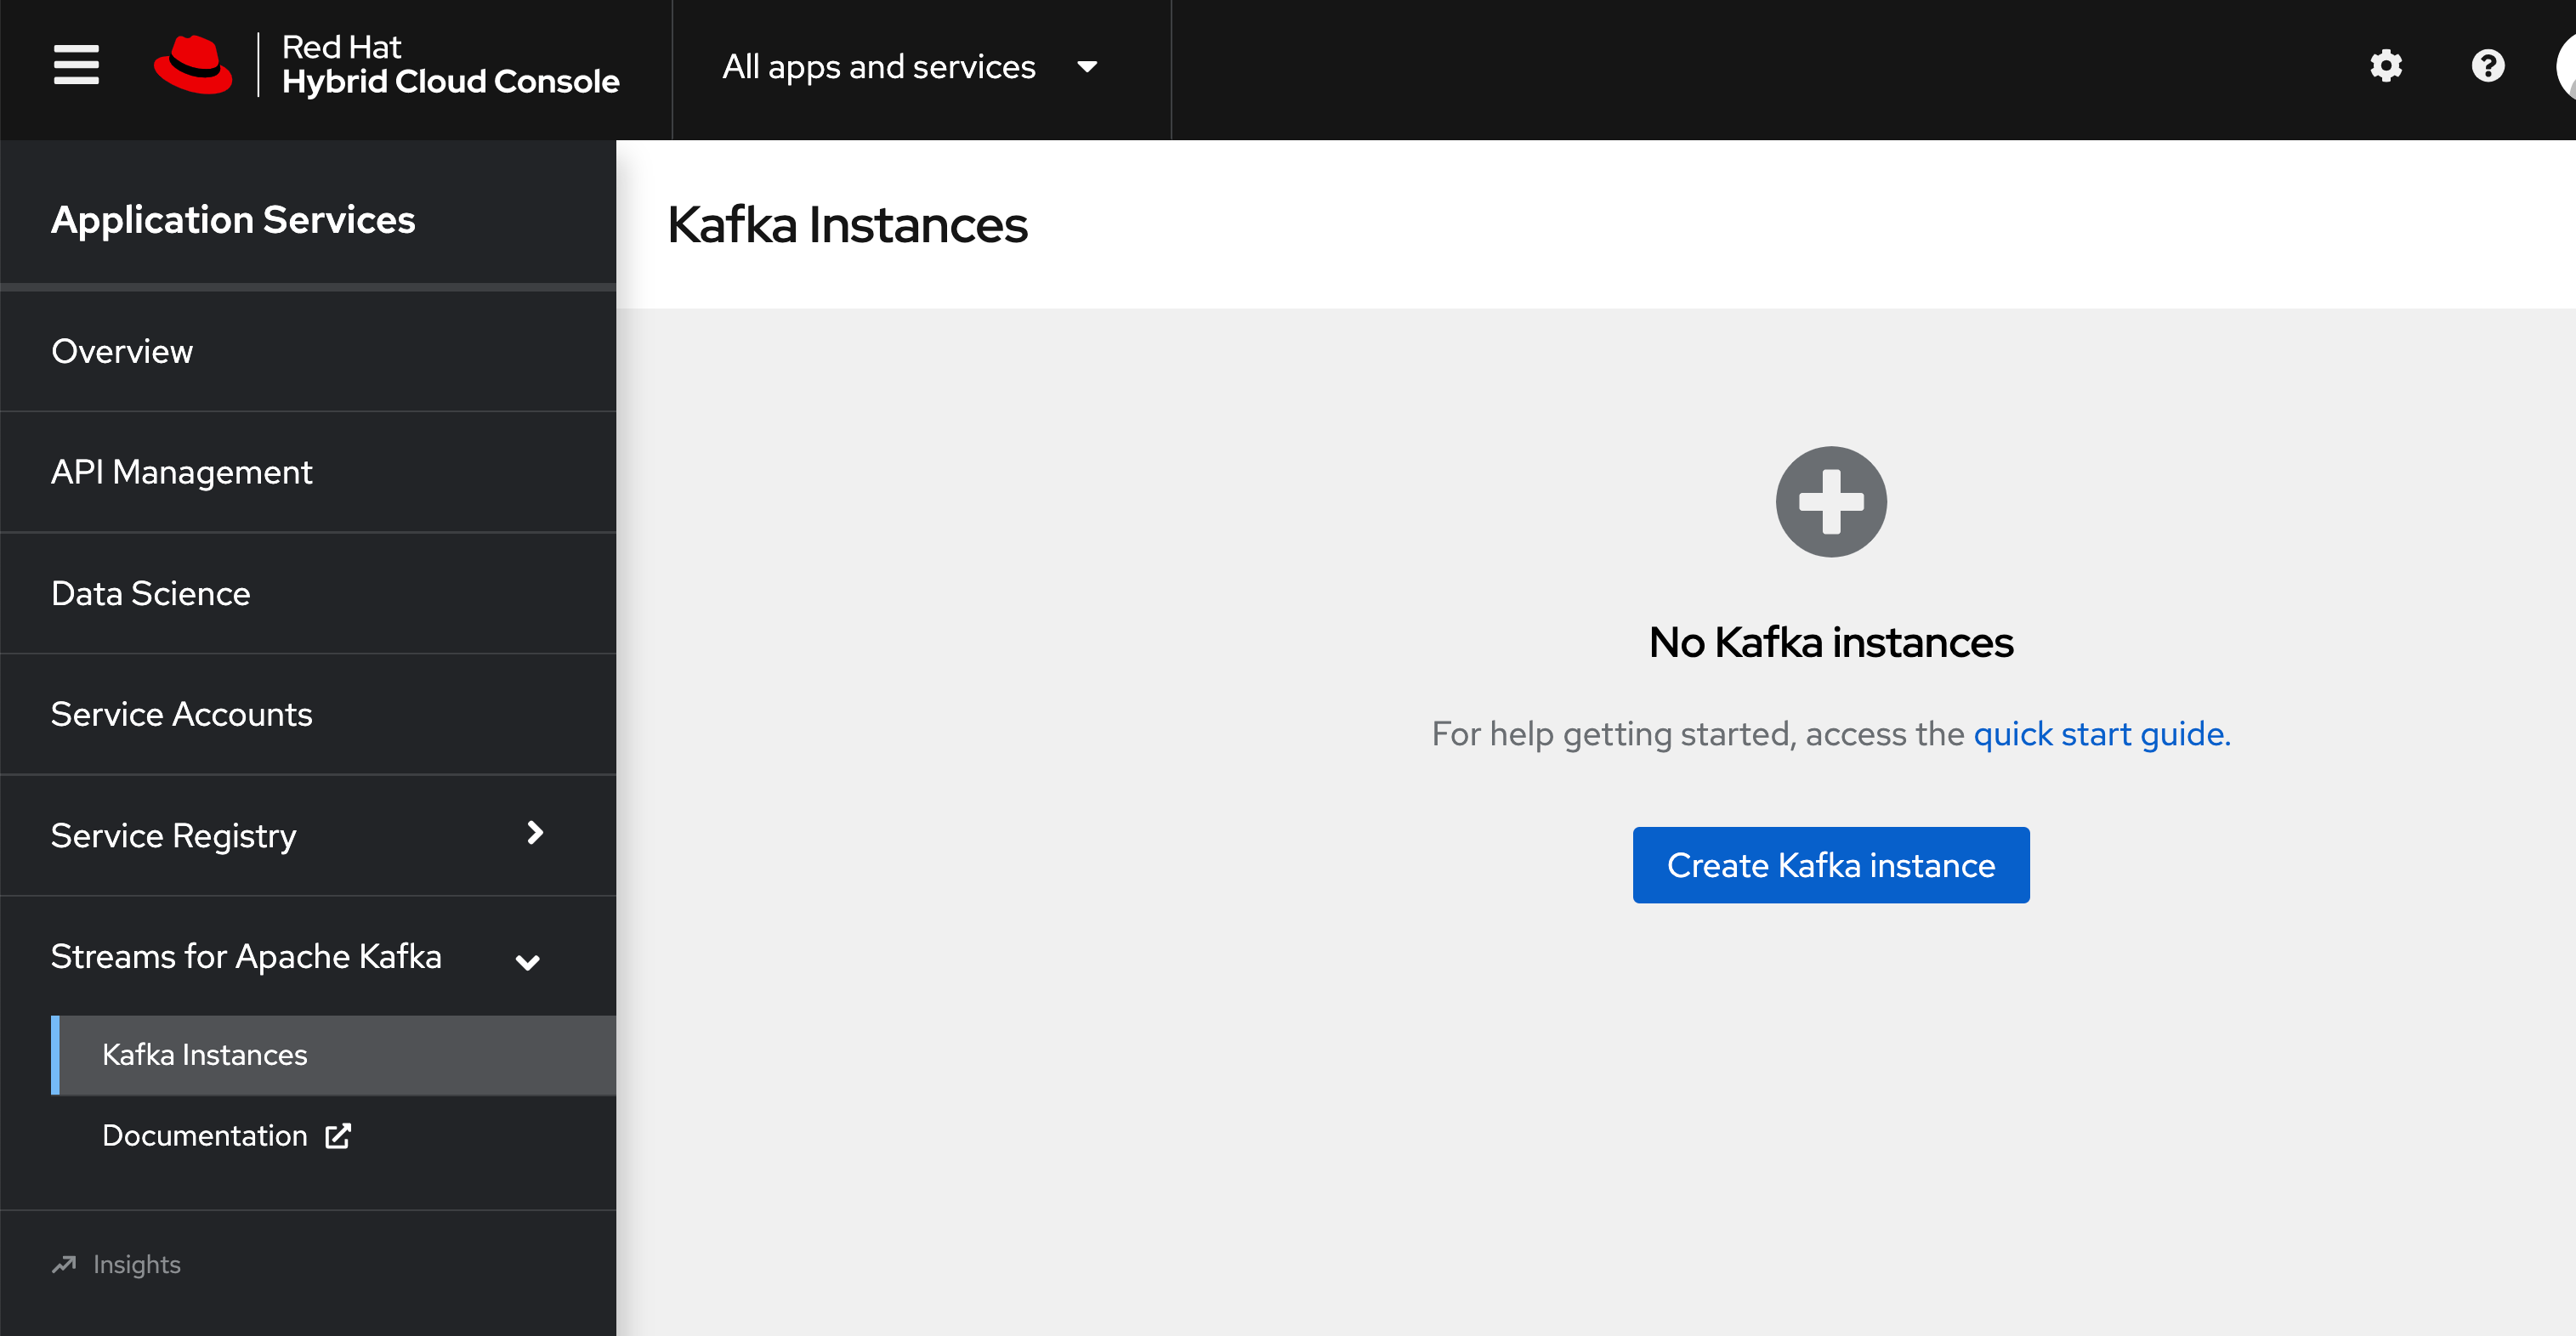 Red Hat
Hybrid Cloud Console
All apps and services
Application Services
Overview
API Management
Data Science
Service Accounts
Service Registry
Streams for Apache Kafka
Kafka Instances
Documentation
Insights
Kafka Instances
No Kafka instances
For help getting started, access the quick start guide.
Create Kafka instance